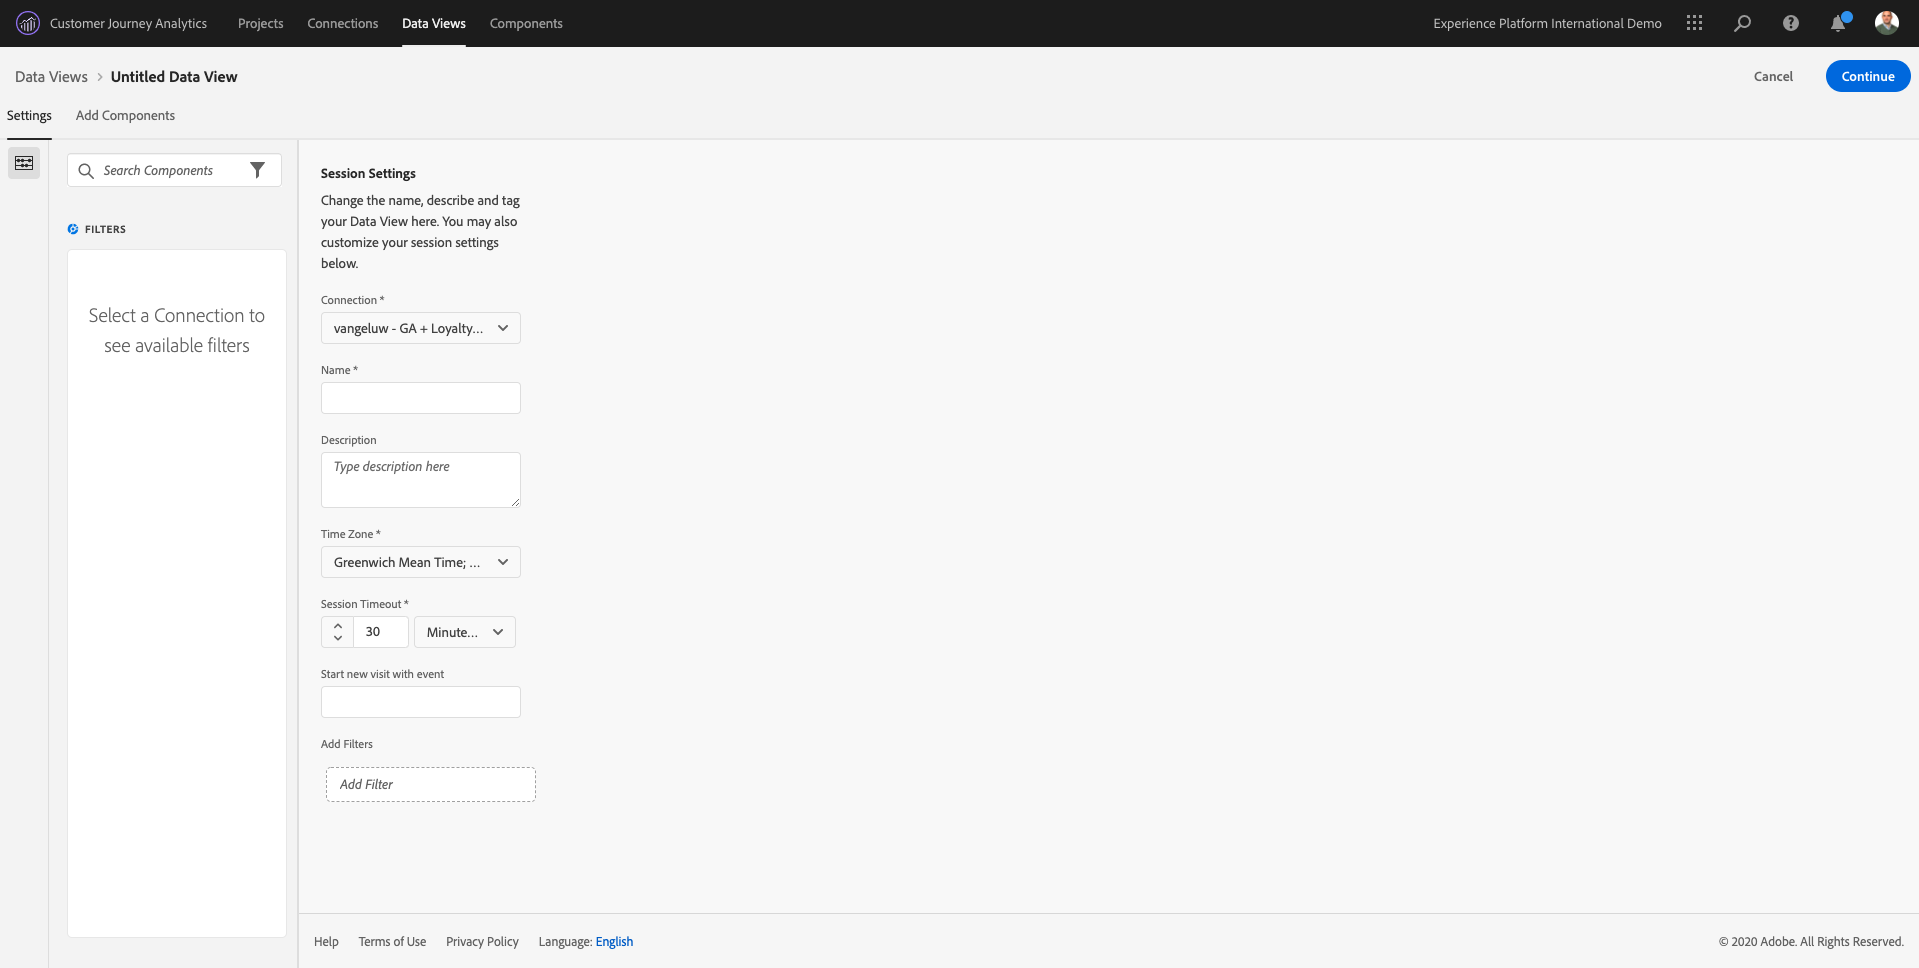 Customer Journey Analytics Projects Connections Data Views Components Experience Platform International Demo
Data Views > Untitled Data View Cancel Continue
Settings Add Components
Search Components
FILTERS
Select a Connection to
see available filters
Session Settings
Change the name, describe and tag
your Data View here. You may also
customize your session settings
below.
Connection *
vangeluw - GA + Loyalty...
Name *
Description
Type description here
Time Zone *
Greenwich Mean Time; ...
Session Timeout *
30 Minute...
Start new visit with event
Add Filters
Add Filter
Help Terms of Use Privacy Policy Language: English © 2020 Adobe. All Rights Reserved.